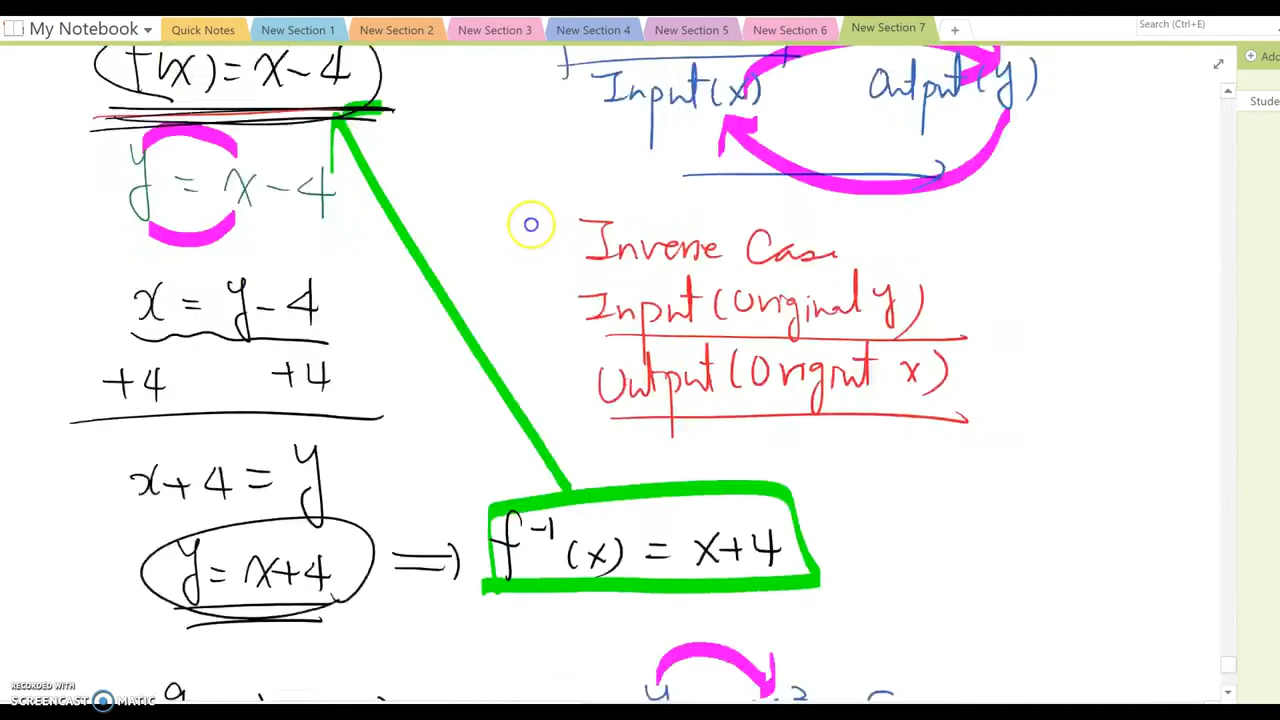 My Notebook
Quick Notes
New Section 1
New Section 2
New Section 3
New Section 4
New Section 5
New Section 6
New Section 7
Search (Ctrl+E)
Add
Stude
f(x) = x-4
y = x-4
x = y-4
+4 +4
x+4 = y
y = x+4 ⟹ f⁻¹(x) = x+4
Input (x) Output (y)
Inverse Case
Input (Original y)
Output (x)
RECORDED WITH
SCREENCAST MATIC